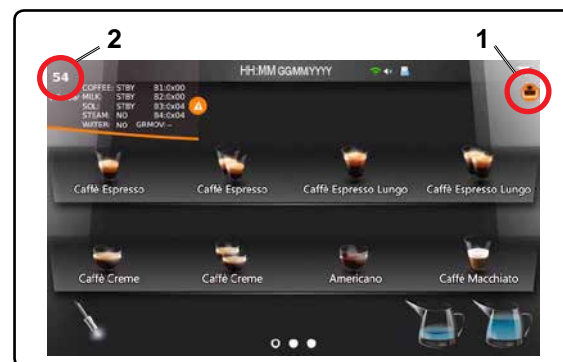 2
1
54
HH:MM GGMMYYYY
COFFEE: STBY B1:0x00
MILK: STBY B2:0x00
SOL: STBY B3:0x04
STEAM: NO B4:0x04
WATER: NO GRMOV:--
Caffè Espresso Caffè Espresso Caffè Espresso Lungo Caffè Espresso Lungo
Caffè Creme Caffè Creme Americano Caffé Macchiato